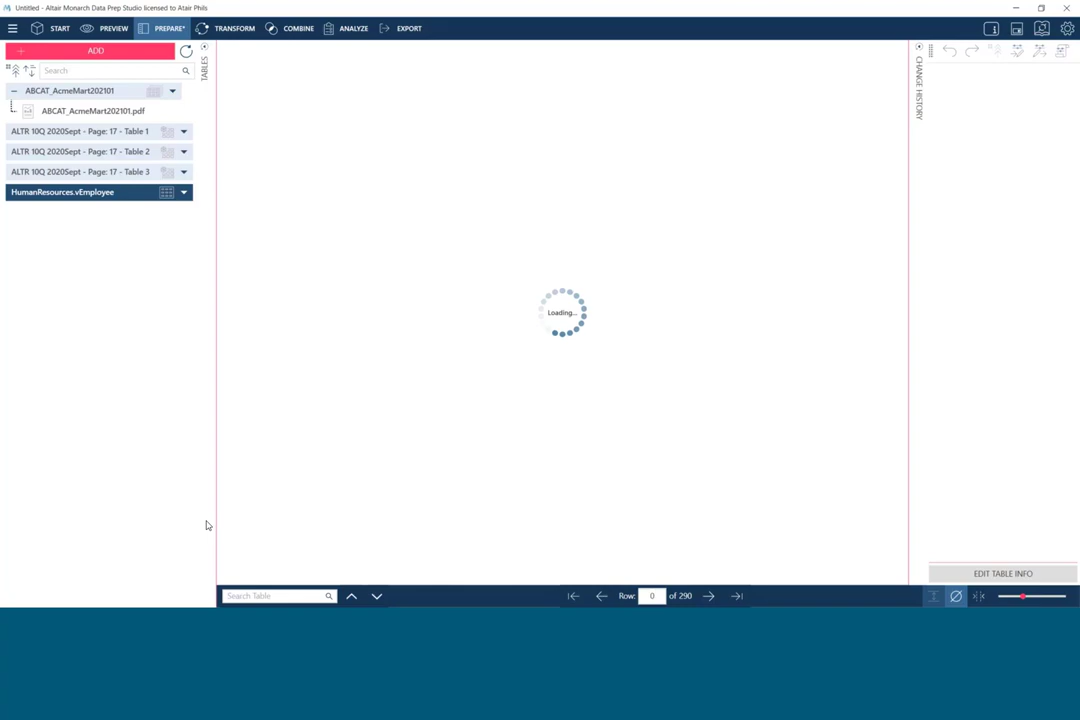 Untitled - Altair Monarch Data Prep Studio licensed to Atair Phils
START PREVIEW PREPARE* TRANSFORM COMBINE ANALYZE EXPORT
ADD
Search
TABLES
CHANGE HISTORY
ABCAT_AcmeMart202101
ABCAT_AcmeMart202101.pdf
ALTR 10Q 2020Sept - Page: 17 - Table 1
ALTR 10Q 2020Sept - Page: 17 - Table 2
ALTR 10Q 2020Sept - Page: 17 - Table 3
HumanResources.vEmployee
Loading...
EDIT TABLE INFO
Search Table
Row: 0 of 290